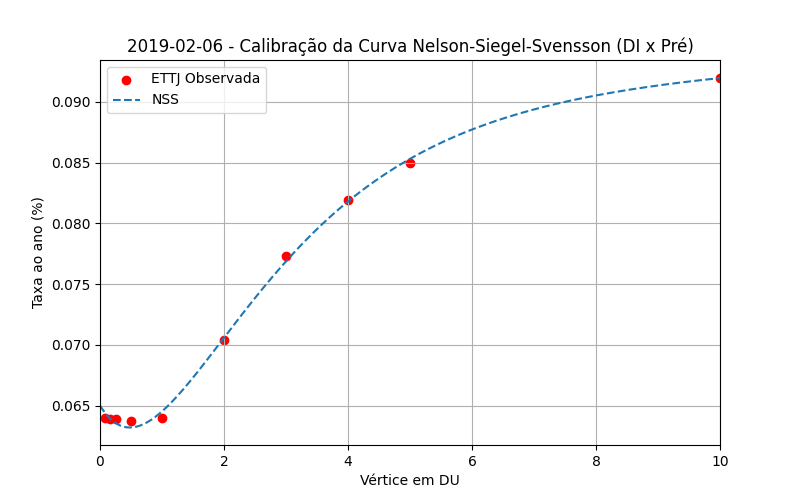 2019-02-06 - Calibração da Curva Nelson-Siegel-Svensson (DI x Pré)
ETTJ Observada
NSS
Taxa ao ano (%)
0.090
0.085
0.080
0.075
0.070
0.065
0 2 4 6 8 10
Vértice em DU